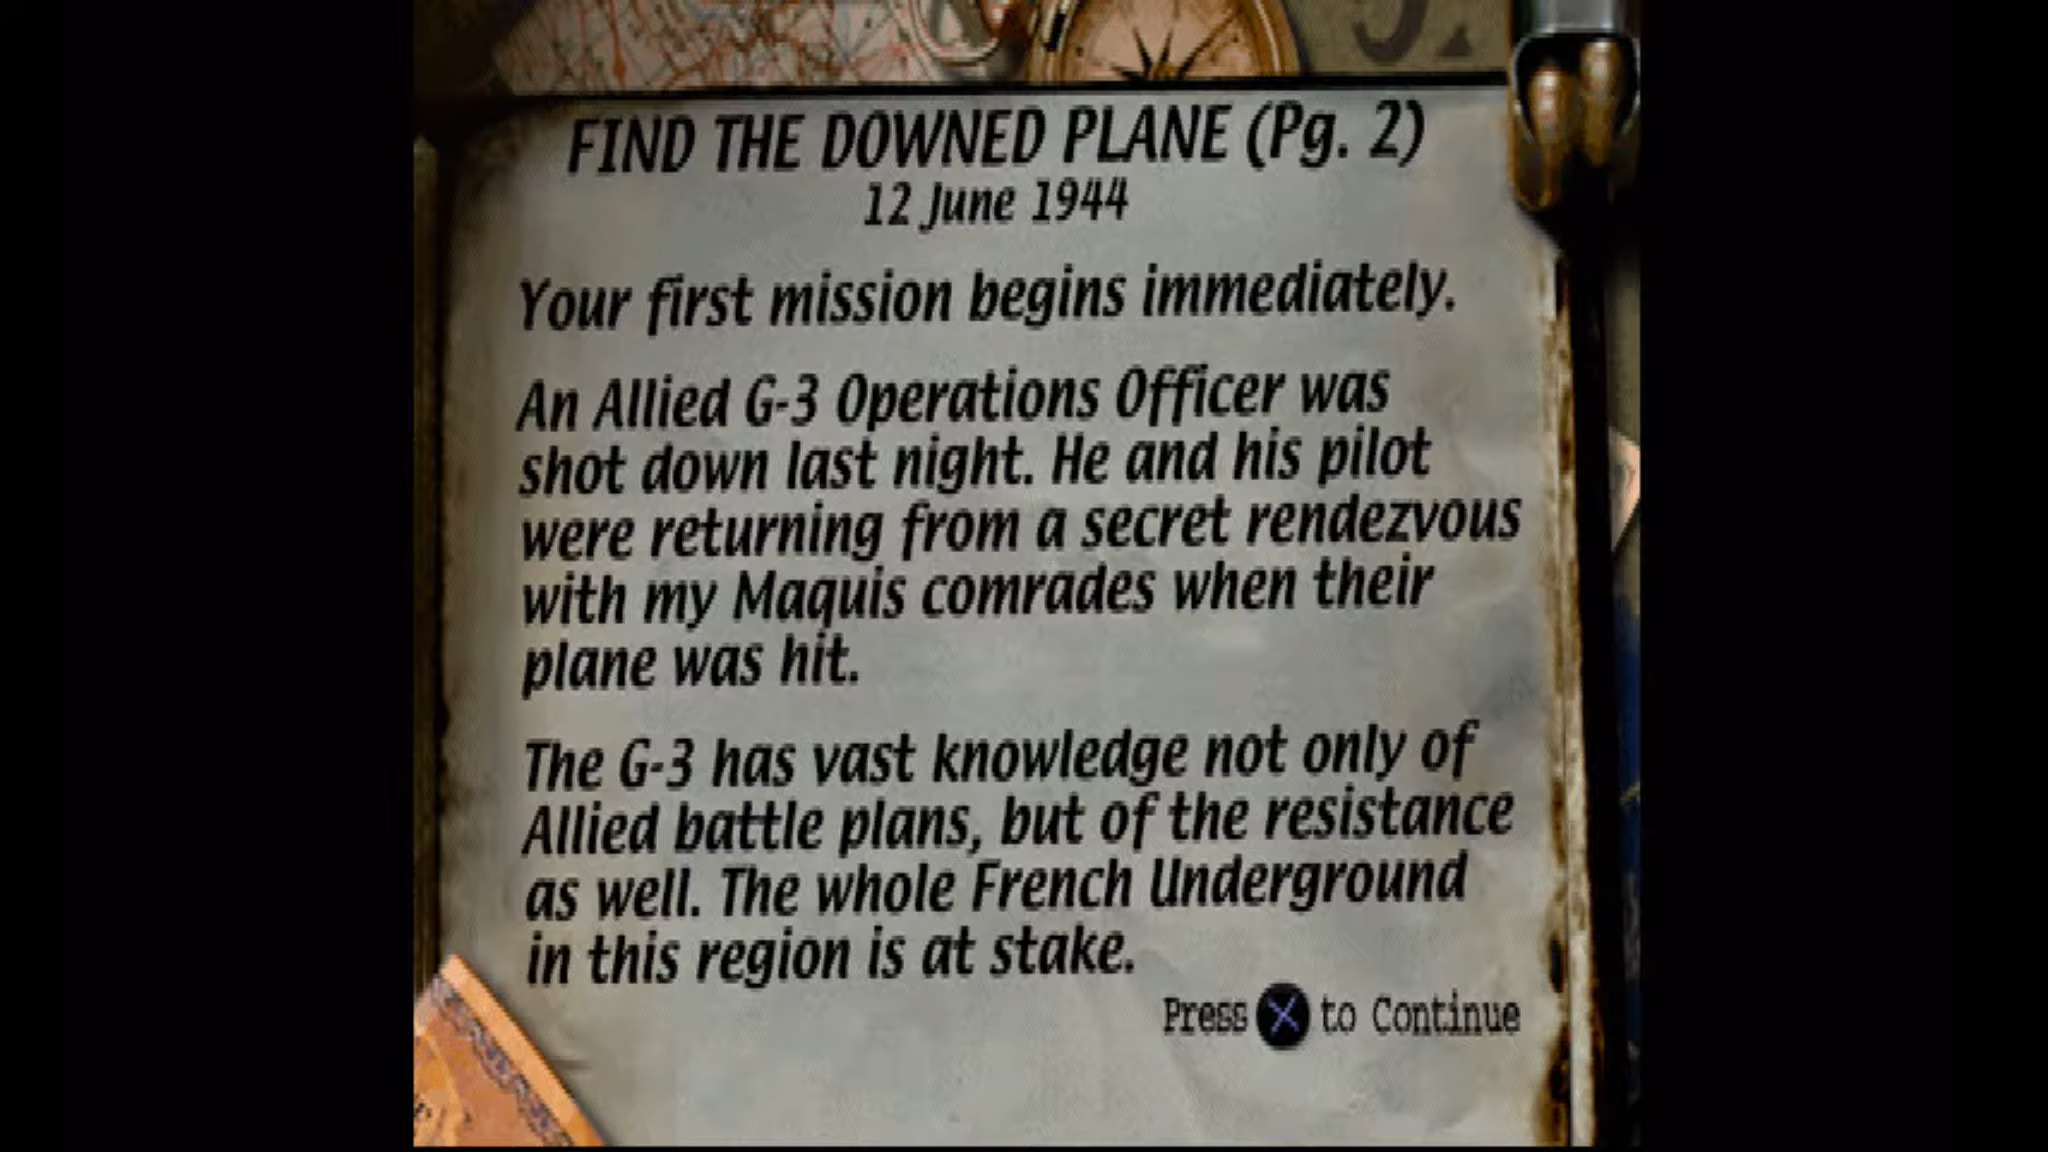 FIND THE DOWNED PLANE (Pg. 2)
12 June 1944
Your first mission begins immediately.
An Allied G-3 Operations Officer was
shot down last night. He and his pilot
were returning from a secret rendezvous
with my Maquis comrades when their
plane was hit.
The G-3 has vast knowledge not only of
Allied battle plans, but of the resistance
as well. The whole French Underground
in this region is at stake.
Press X to Continue